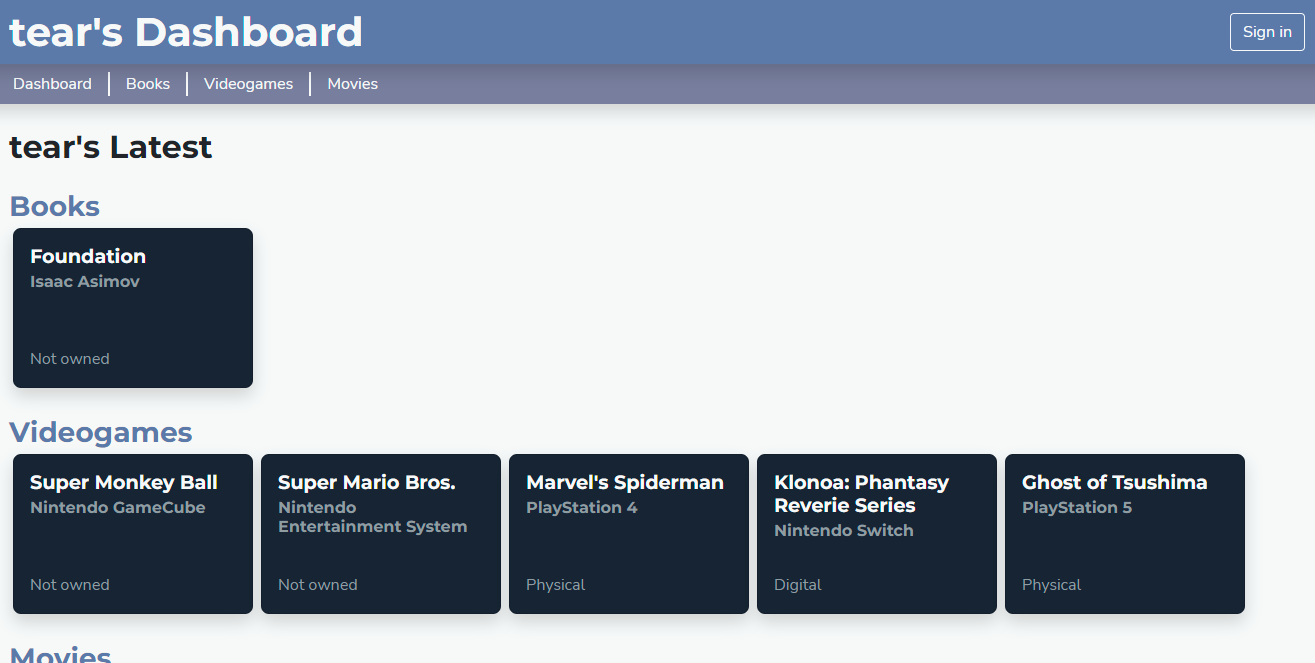 tear's Dashboard
Sign in
Dashboard
Books
Videogames
Movies
tear's Latest
Books
Foundation
Isaac Asimov
Not owned
Videogames
Super Monkey Ball
Nintendo GameCube
Not owned
Super Mario Bros.
Nintendo
Entertainment System
Not owned
Marvel's Spiderman
PlayStation 4
Physical
Klonoa: Phantasy
Reverie Series
Nintendo Switch
Digital
Ghost of Tsushima
PlayStation 5
Physical
Movies